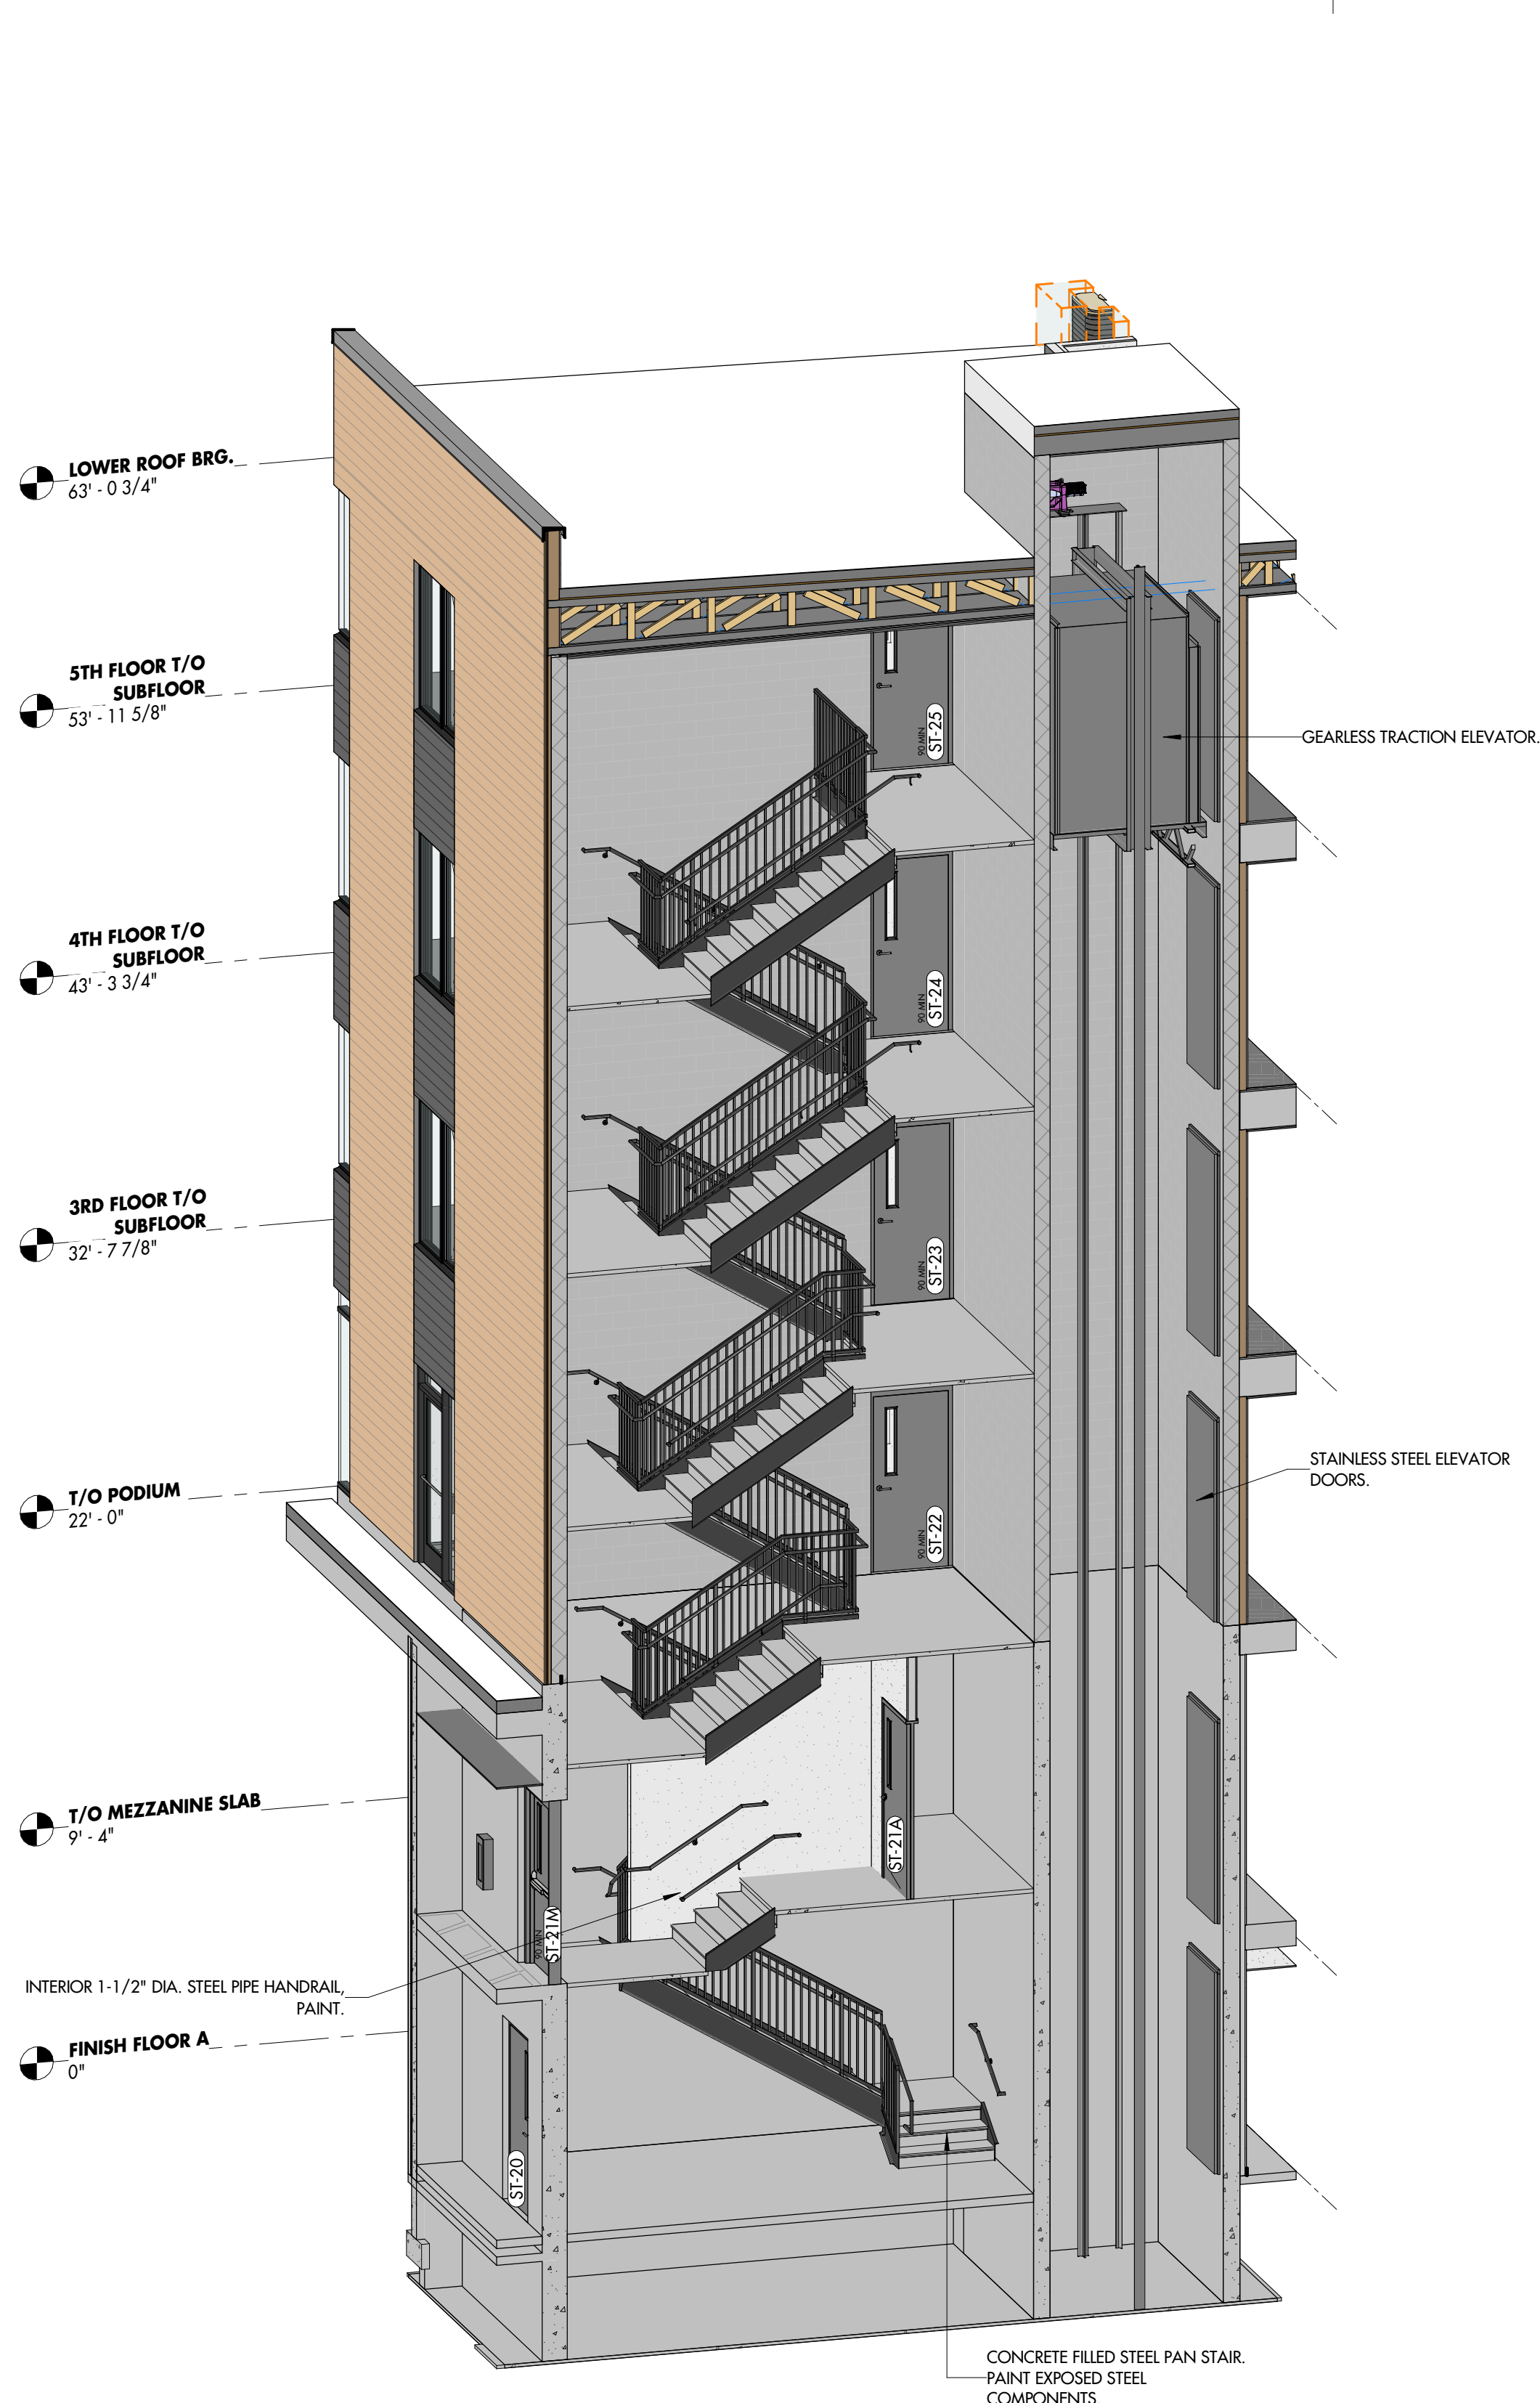 LOWER ROOF BRG.
63' - 0 3/4"
5TH FLOOR T/O
SUBFLOOR
53' - 11 5/8"
90 MIN
ST-25
GEARLESS TRACTION ELEVATOR.
4TH FLOOR T/O
SUBFLOOR
43' - 3 3/4"
90 MIN
ST-24
3RD FLOOR T/O
SUBFLOOR
32' - 7 7/8"
90 MIN
ST-23
STAINLESS STEEL ELEVATOR
DOORS.
T/O PODIUM
22' - 0"
90 MIN
ST-22
T/O MEZZANINE SLAB
9' - 4"
ST-21A
90 MIN
ST-21M
INTERIOR 1-1/2" DIA. STEEL PIPE HANDRAIL,
PAINT.
FINISH FLOOR A
0"
ST-20
CONCRETE FILLED STEEL PAN STAIR.
PAINT EXPOSED STEEL
COMPONENTS